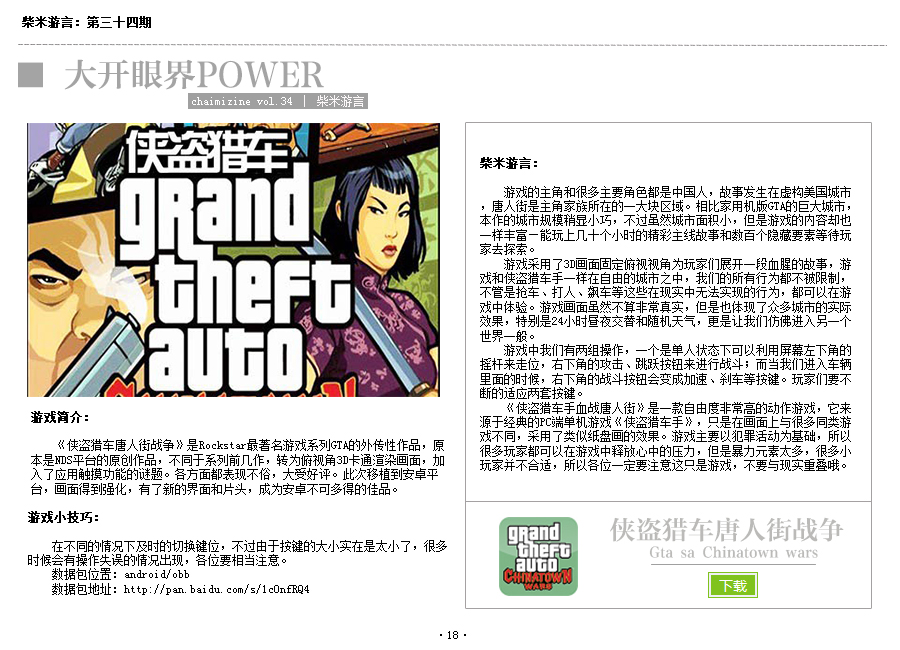 柴米游言：第三十四期
大开眼界POWER
chaimizine vol.34 | 柴米游言
侠盗猎车
grand
theft
auto
游戏简介：
《侠盗猎车唐人街战争》是Rockstar最著名游戏系列GTA的外传性作品，原
本是NDS平台的原创作品，不同于系列前几作，转为俯视角3D卡通渲染画面，加
入了应用触摸功能的谜题。各方面都表现不俗，大受好评。此次移植到安卓平
台，画面得到强化，有了新的界面和片头，成为安卓不可多得的佳品。
游戏小技巧：
在不同的情况下及时的切换键位，不过由于按键的大小实在是太小了，很多
时候会有操作失误的情况出现，各位要相当注意。
数据包位置：android/obb
数据包地址：http://pan.baidu.com/s/1c0nfRQ4
柴米游言：
游戏的主角和很多主要角色都是中国人，故事发生在虚构美国城市
，唐人街是主角家族所在的一大块区域。相比家用机版GTA的巨大城市，
本作的城市规模稍显小巧，不过虽然城市面积小，但是游戏的内容却也
一样丰富—能玩上几十个小时的精彩主线故事和数百个隐藏要素等待玩
家去探索。
游戏采用了3D画面固定俯视视角为玩家们展开一段血腥的故事，游
戏和侠盗猎车手一样在自由的城市之中，我们的所有行为都不被限制，
不管是抢车、打人、飙车等这些在现实中无法实现的行为，都可以在游
戏中体验。游戏画面虽然不算非常真实，但是也体现了众多城市的实际
效果，特别是24小时昼夜交替和随机天气，更是让我们仿佛进入另一个
世界一般。
游戏中我们有两组操作，一个是单人状态下可以利用屏幕左下角的
摇杆来走位，右下角的攻击、跳跃按钮来进行战斗；而当我们进入车辆
里面的时候，右下角的战斗按钮会变成加速、刹车等按键。玩家们要不
断的适应两套按键。
《侠盗猎车手血战唐人街》是一款自由度非常高的动作游戏，它来
源于经典的PC端单机游戏《侠盗猎车手》，只是在画面上与很多同类游
戏不同，采用了类似纸盘画的效果。游戏主要以犯罪活动为基础，所以
很多玩家都可以在游戏中释放心中的压力，但是暴力元素太多，很多小
玩家并不合适，所以各位一定要注意这只是游戏，不要与现实重叠哦。
grand
theft
auto
CHINATOWN
WARS
侠盗猎车唐人街战争
Gta sa Chinatown wars
下载
·18·